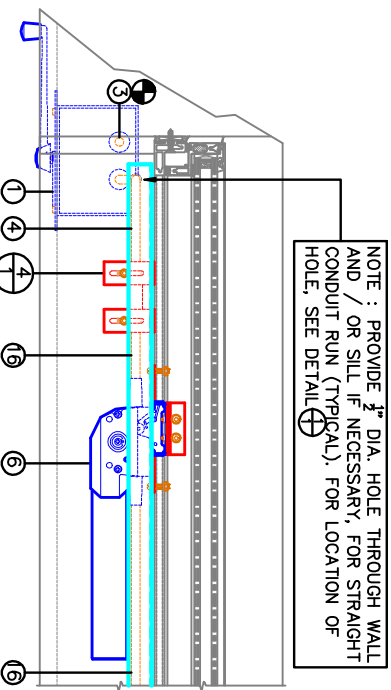 NOTE : PROVIDE 1/2" DIA. HOLE THROUGH WALL
AND / OR SILL IF NECESSARY, FOR STRAIGHT
CONDUIT RUN (TYPICAL). FOR LOCATION OF
HOLE, SEE DETAIL 1
3
1
4
4
1
16
6
16